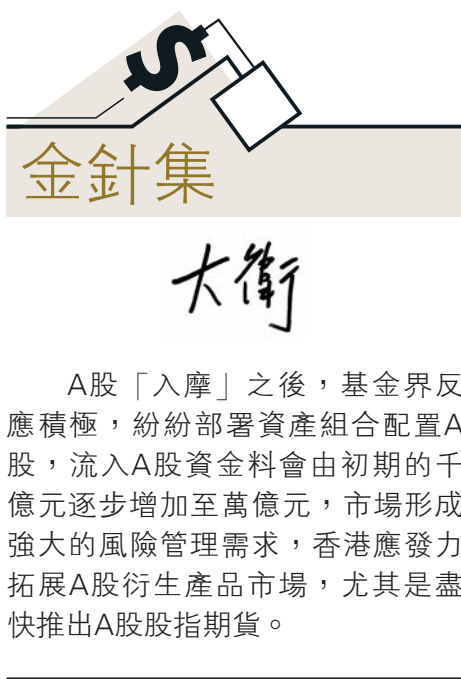 $
金針集
大衛
A股「入摩」之後，基金界反
應積極，紛紛部署資產組合配置A
股，流入A股資金料會由初期的千
億元逐步增加至萬億元，市場形成
強大的風險管理需求，香港應發力
拓展A股衍生產品市場，尤其是盡
快推出A股股指期貨。